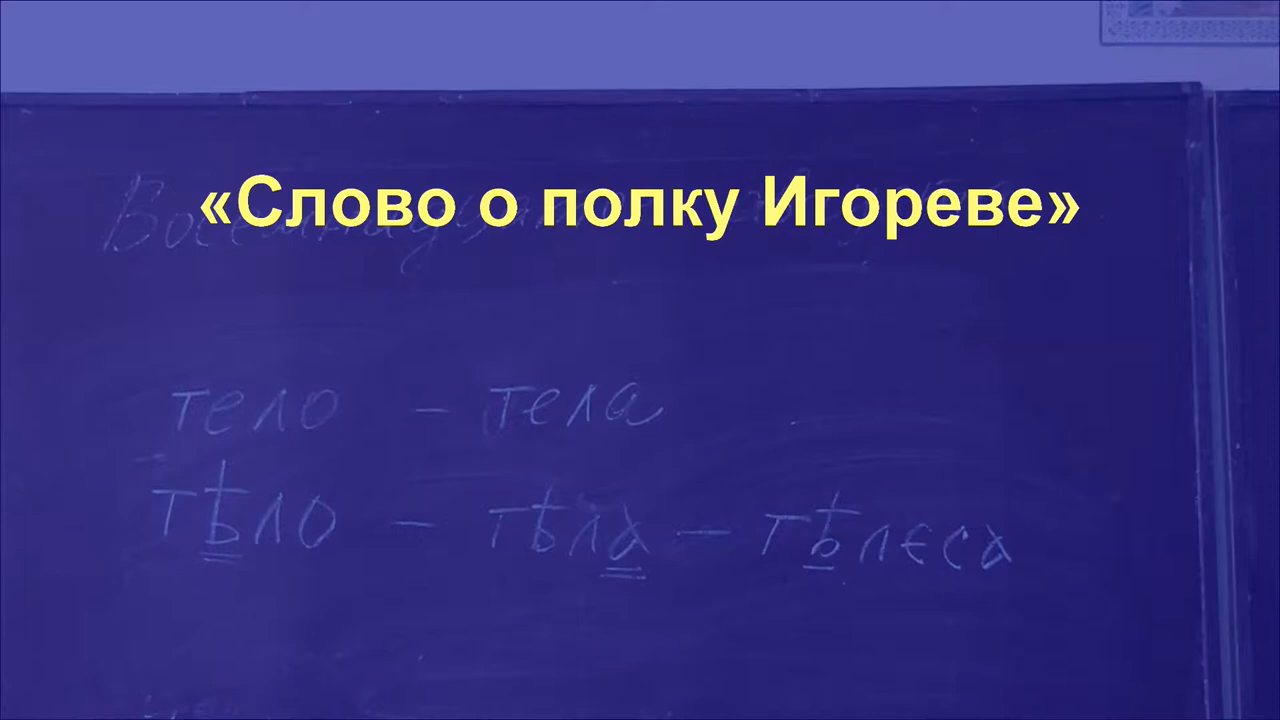 «Слово о полку Игореве»
тело – тела
тѣло – тѣла – тѣлеса